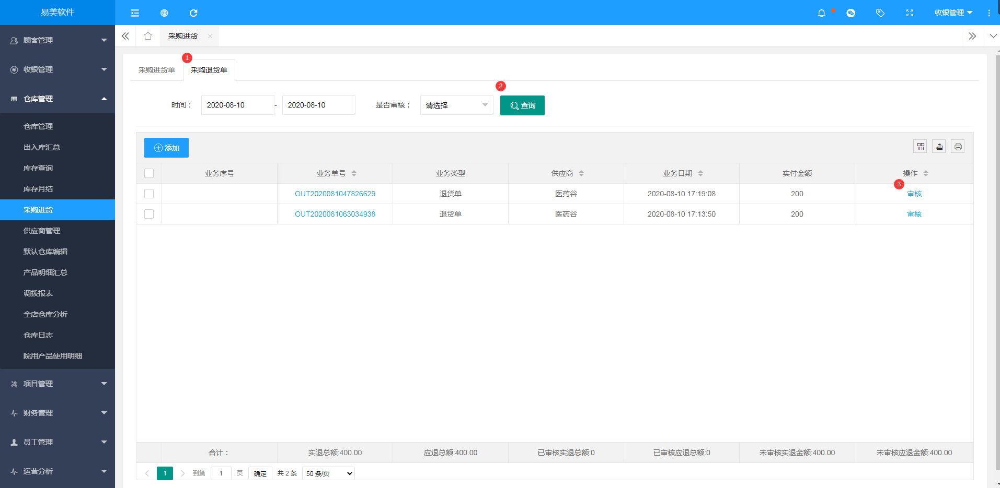 易美软件
收银管理
采购进货
顾客管理
收银管理
仓库管理
仓库管理
出入库汇总
库存查询
库存月结
采购进货
供应商管理
默认仓库编辑
产品明细汇总
调拨报表
全店仓库分析
仓库日志
院用产品使用明细
项目管理
财务管理
员工管理
运营分析
1
采购进货单 采购退货单
2
时间： 2020-08-10 - 2020-08-10 是否审核： 请选择 查询
添加
业务序号 业务单号 业务类型 供应商 业务日期 实付金额 操作
3
OUT2020081047826629 退货单 医药谷 2020-08-10 17:19:08 200 审核
OUT2020081063034938 退货单 医药谷 2020-08-10 17:13:50 200 审核
合计： 实退总额:400.00 应退总额:400.00 已审核实退总额:0 已审核应退总额:0 未审核实退金额:400.00 未审核应退金额:400.00
1 到第 1 页 确定 共 2 条 50 条/页